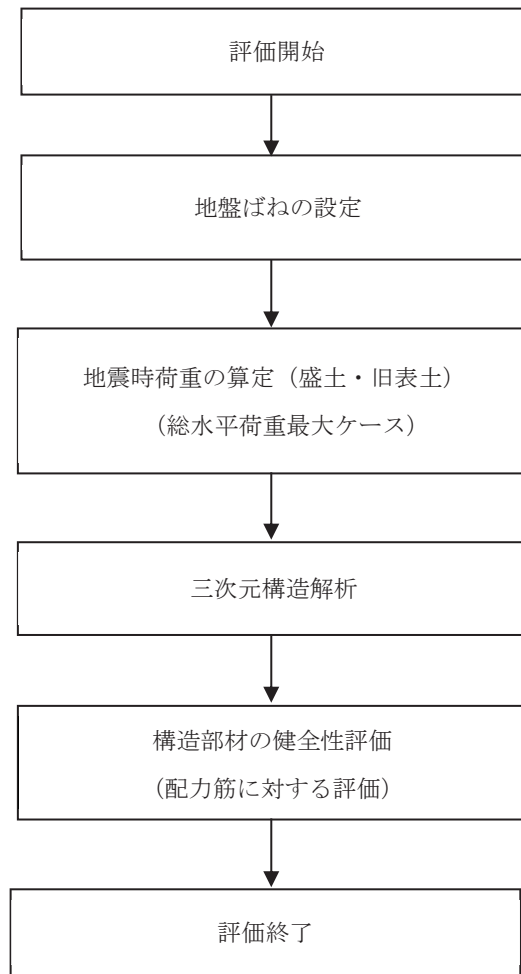 評価開始
地盤ばねの設定
地震時荷重の算定（盛土・旧表土）
（総水平荷重最大ケース）
三次元構造解析
構造部材の健全性評価
（配力筋に対する評価）
評価終了